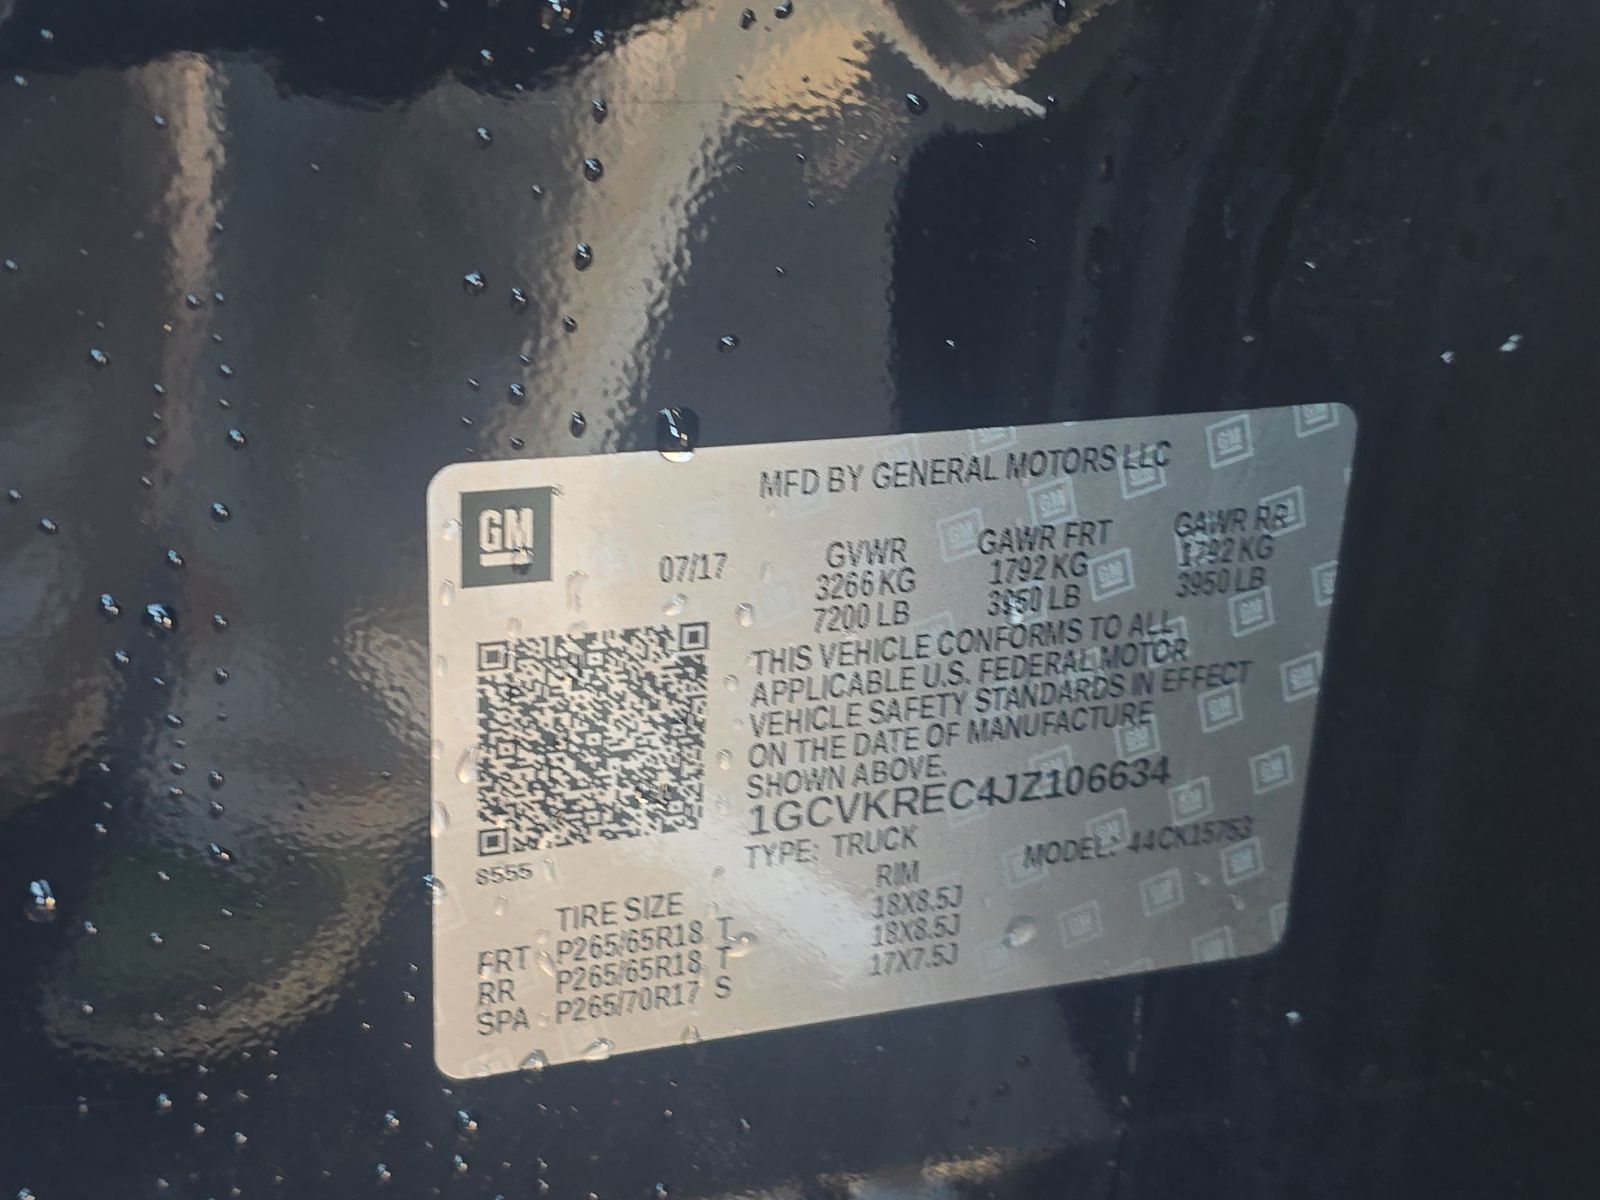 MFD BY GENERAL MOTORS LLC
GM
07/17
GVWR GAWR FRT GAWR RR
3266 KG 1792 KG 1792 KG
7200 LB 3950 LB 3950 LB
THIS VEHICLE CONFORMS TO ALL
APPLICABLE U.S. FEDERAL MOTOR
VEHICLE SAFETY STANDARDS IN EFFECT
ON THE DATE OF MANUFACTURE
SHOWN ABOVE.
1GCVKREC4JZ106634
TYPE: TRUCK MODEL: 44CK15753
8555
TIRE SIZE RIM
FRT P265/65R18 T 18X8.5J
RR P265/65R18 T 18X8.5J
SPA P265/70R17 S 17X7.5J